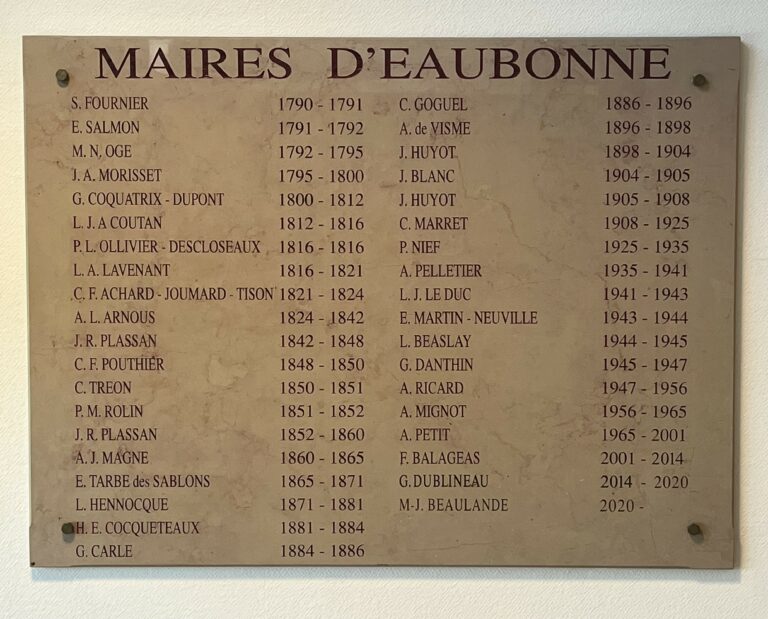 MAIRES D'EAUBONNE
S. FOURNIER 1790 - 1791
E. SALMON 1791 - 1792
M. N, OGE 1792 - 1795
J. A. MORISSET 1795 - 1800
G. COQUATRIX - DUPONT 1800 - 1812
L. J. A COUTAN 1812 - 1816
P. L. OLLIVIER - DESCLOSEAUX 1816 - 1816
L. A. LAVENANT 1816 - 1821
C. F. ACHARD - JOUMARD - TISON 1821 - 1824
A. L. ARNOUS 1824 - 1842
J. R. PLASSAN 1842 - 1848
C. F. POUTHIER 1848 - 1850
C. TREON 1850 - 1851
P. M. ROLIN 1851 - 1852
J. R. PLASSAN 1852 - 1860
A. J. MAGNE 1860 - 1865
E. TARBE des SABLONS 1865 - 1871
L. HENNOCQUE 1871 - 1881
H. E. COCQUETEAUX 1881 - 1884
G. CARLE 1884 - 1886
C. GOGUEL 1886 - 1896
A. de VISME 1896 - 1898
J. HUYOT 1898 - 1904
J. BLANC 1904 - 1905
J. HUYOT 1905 - 1908
C. MARRET 1908 - 1925
P. NIEF 1925 - 1935
A. PELLETIER 1935 - 1941
L. J. LE DUC 1941 - 1943
E. MARTIN - NEUVILLE 1943 - 1944
L. BEASLAY 1944 - 1945
G. DANTHIN 1945 - 1947
A. RICARD 1947 - 1956
A. MIGNOT 1956 - 1965
A. PETIT 1965 - 2001
F. BALAGEAS 2001 - 2014
G. DUBLINEAU 2014 - 2020
M-J. BEAULANDE 2020 -